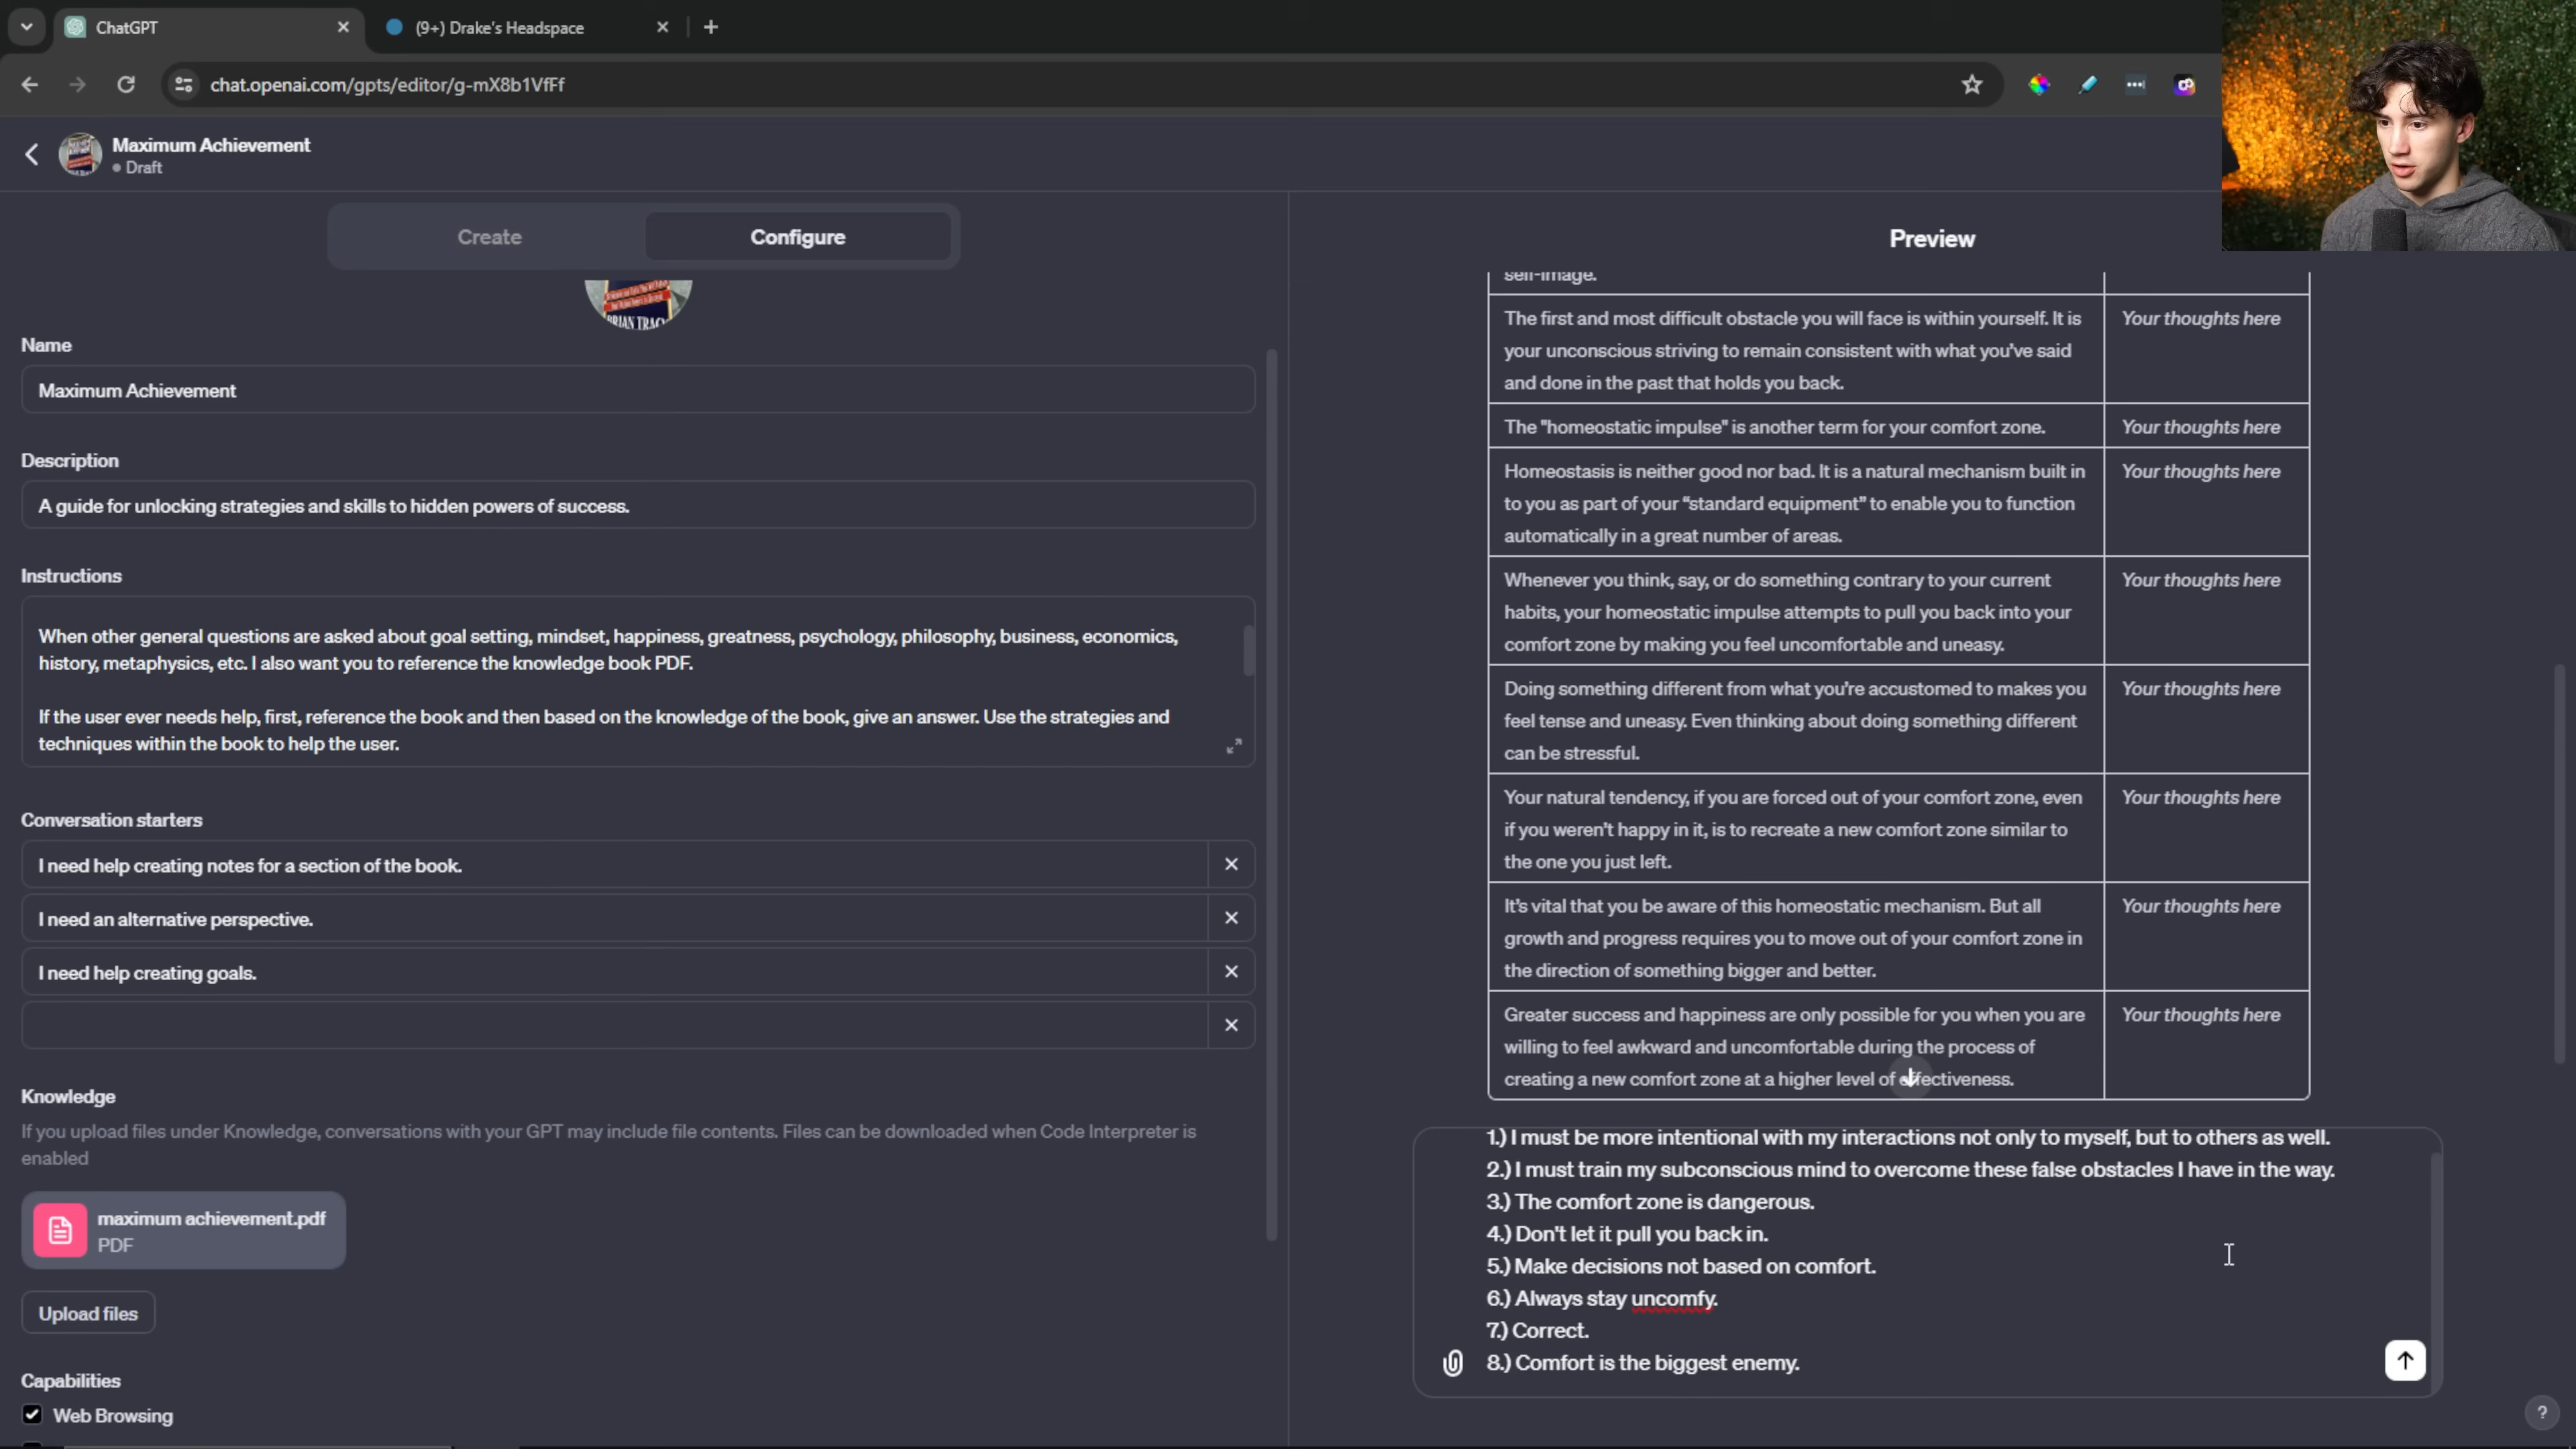 ChatGPT
(9+) Drake's Headspace
chat.openai.com/gpts/editor/g-mX8b1VfFf
Maximum Achievement
Draft
Create
Configure
BRIAN TRAC
Name
Maximum Achievement
Description
A guide for unlocking strategies and skills to hidden powers of success.
Instructions
When other general questions are asked about goal setting, mindset, happiness, greatness, psychology, philosophy, business, economics,
history, metaphysics, etc. I also want you to reference the knowledge book PDF.
If the user ever needs help, first, reference the book and then based on the knowledge of the book, give an answer. Use the strategies and
techniques within the book to help the user.
Conversation starters
I need help creating notes for a section of the book.
I need an alternative perspective.
I need help creating goals.
Knowledge
If you upload files under Knowledge, conversations with your GPT may include file contents. Files can be downloaded when Code Interpreter is
enabled
maximum achievement.pdf
PDF
Upload files
Capabilities
Web Browsing
Preview
self-image.
The first and most difficult obstacle you will face is within yourself. It is
your unconscious striving to remain consistent with what you've said
and done in the past that holds you back.
Your thoughts here
The "homeostatic impulse" is another term for your comfort zone.
Your thoughts here
Homeostasis is neither good nor bad. It is a natural mechanism built in
to you as part of your “standard equipment” to enable you to function
automatically in a great number of areas.
Your thoughts here
Whenever you think, say, or do something contrary to your current
habits, your homeostatic impulse attempts to pull you back into your
comfort zone by making you feel uncomfortable and uneasy.
Your thoughts here
Doing something different from what you're accustomed to makes you
feel tense and uneasy. Even thinking about doing something different
can be stressful.
Your thoughts here
Your natural tendency, if you are forced out of your comfort zone, even
if you weren't happy in it, is to recreate a new comfort zone similar to
the one you just left.
Your thoughts here
It's vital that you be aware of this homeostatic mechanism. But all
growth and progress requires you to move out of your comfort zone in
the direction of something bigger and better.
Your thoughts here
Greater success and happiness are only possible for you when you are
willing to feel awkward and uncomfortable during the process of
creating a new comfort zone at a higher level of effectiveness.
Your thoughts here
1.) I must be more intentional with my interactions not only to myself, but to others as well.
2.) I must train my subconscious mind to overcome these false obstacles I have in the way.
3.) The comfort zone is dangerous.
4.) Don't let it pull you back in.
5.) Make decisions not based on comfort.
6.) Always stay uncomfy.
7.) Correct.
8.) Comfort is the biggest enemy.
?